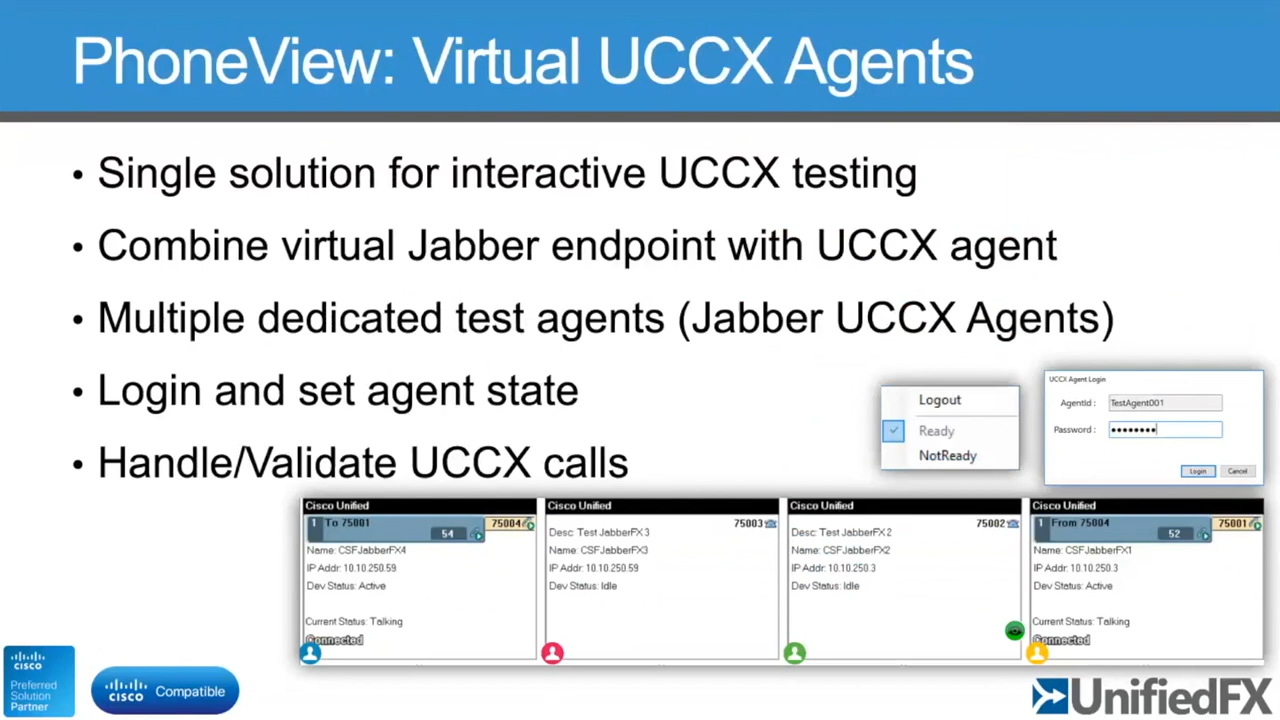 PhoneView: Virtual UCCX Agents
• Single solution for interactive UCCX testing
• Combine virtual Jabber endpoint with UCCX agent
• Multiple dedicated test agents (Jabber UCCX Agents)
• Login and set agent state
• Handle/Validate UCCX calls
Logout
Ready
NotReady
UCCX Agent Login
AgentId : TestAgent001
Password : ••••••••
Login Cancel
Cisco Unified
1 To 75001 75004
54
Name: CSFJabberFX4
IP Addr: 10.10.250.59
Dev Status: Active
Current Status: Talking
Connected
Cisco Unified
75003
Desc: Test JabberFX3
Name: CSFJabberFX3
IP Addr: 10.10.250.59
Dev Status: Idle
Cisco Unified
75002
Desc: Test JabberFX2
Name: CSFJabberFX2
IP Addr: 10.10.250.3
Dev Status: Idle
Cisco Unified
1 From 75004 75001
52
Name: CSFJabberFX1
IP Addr: 10.10.250.3
Dev Status: Active
Current Status: Talking
Connected
CISCO
Preferred
Solution
Partner
CISCO Compatible
UnifiedFX